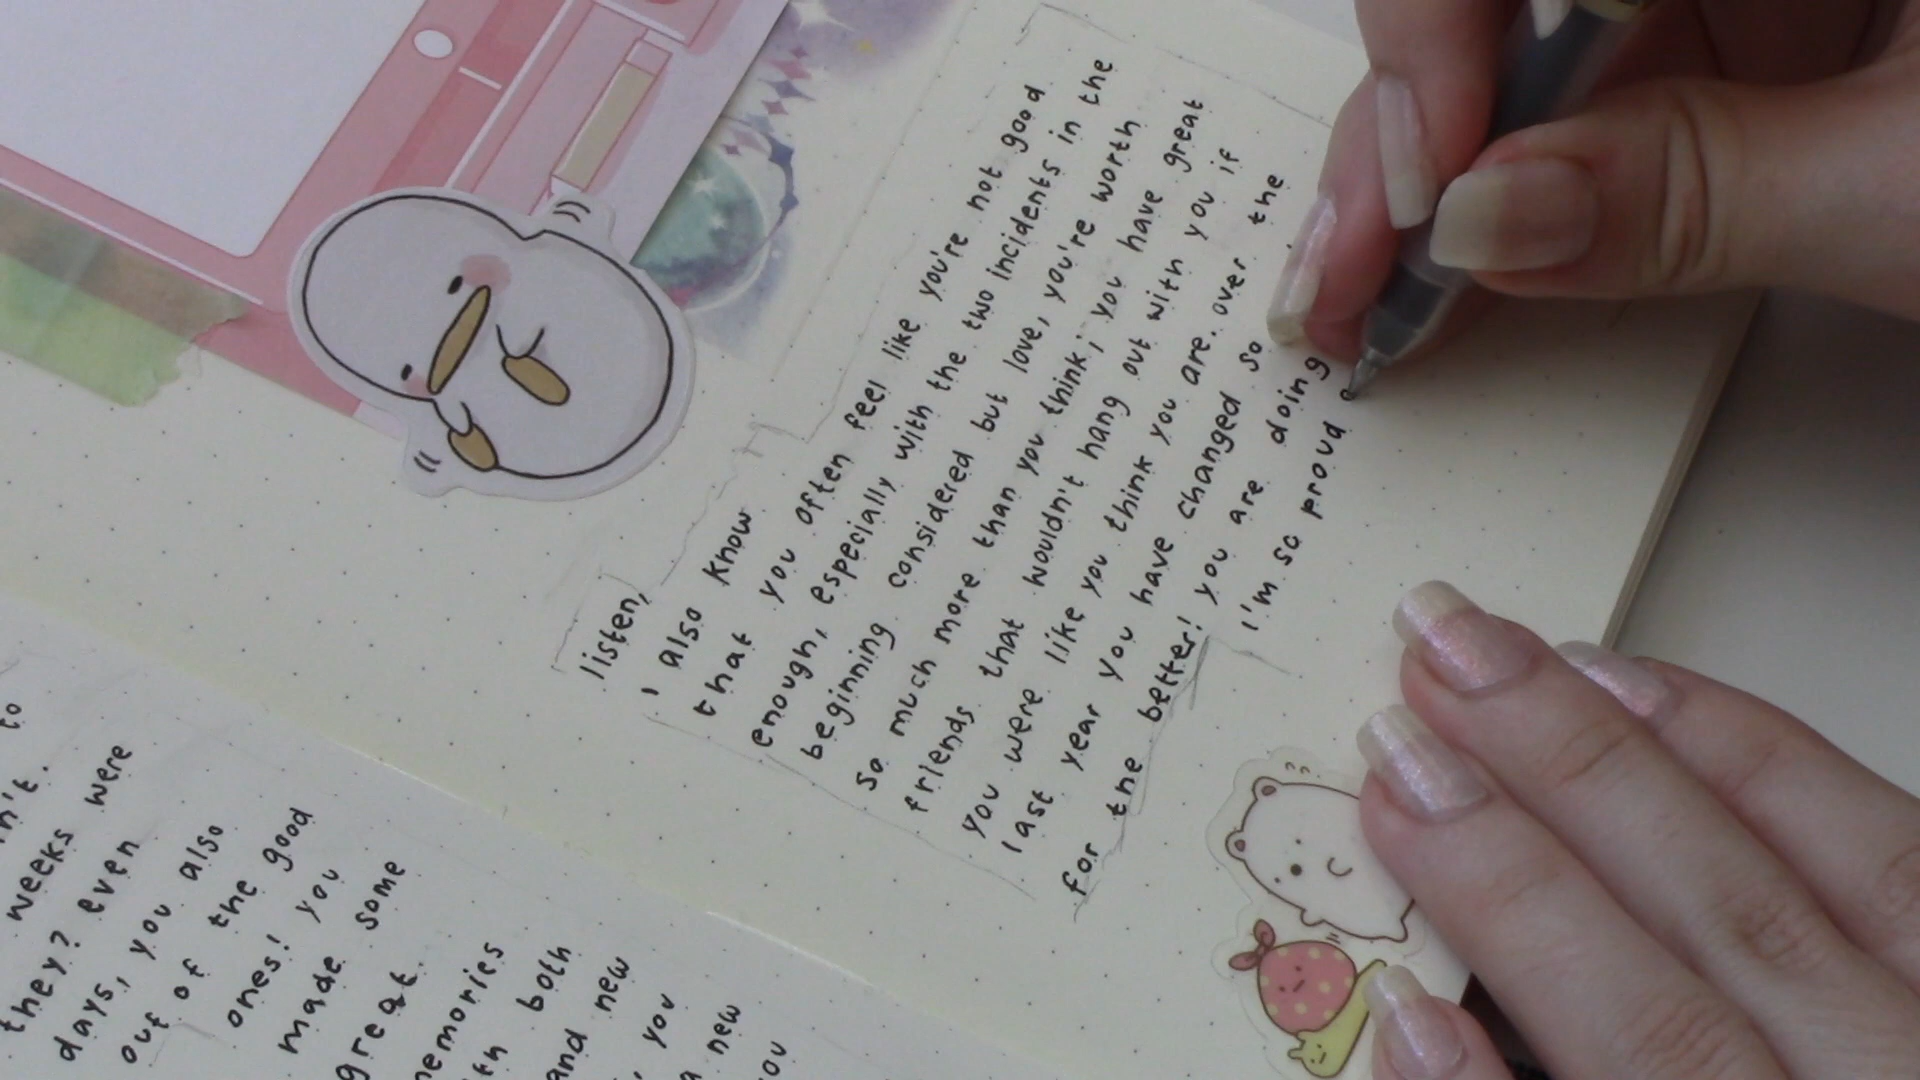 listen,
i also know
that you often feel like you're not good
enough, especially with the two incidents in the
beginning considered but love, you're worth
so much more than you think; you have great
friends that wouldn't hang out with you if
you were like you think you are. over the
last year you have changed so
for the better! you are doing
i'm so proud o
to
n't.
weeks were
they? even
days, you also
out of the good
ones! you
made some
great.
memories
both
and new
, you
a new
you